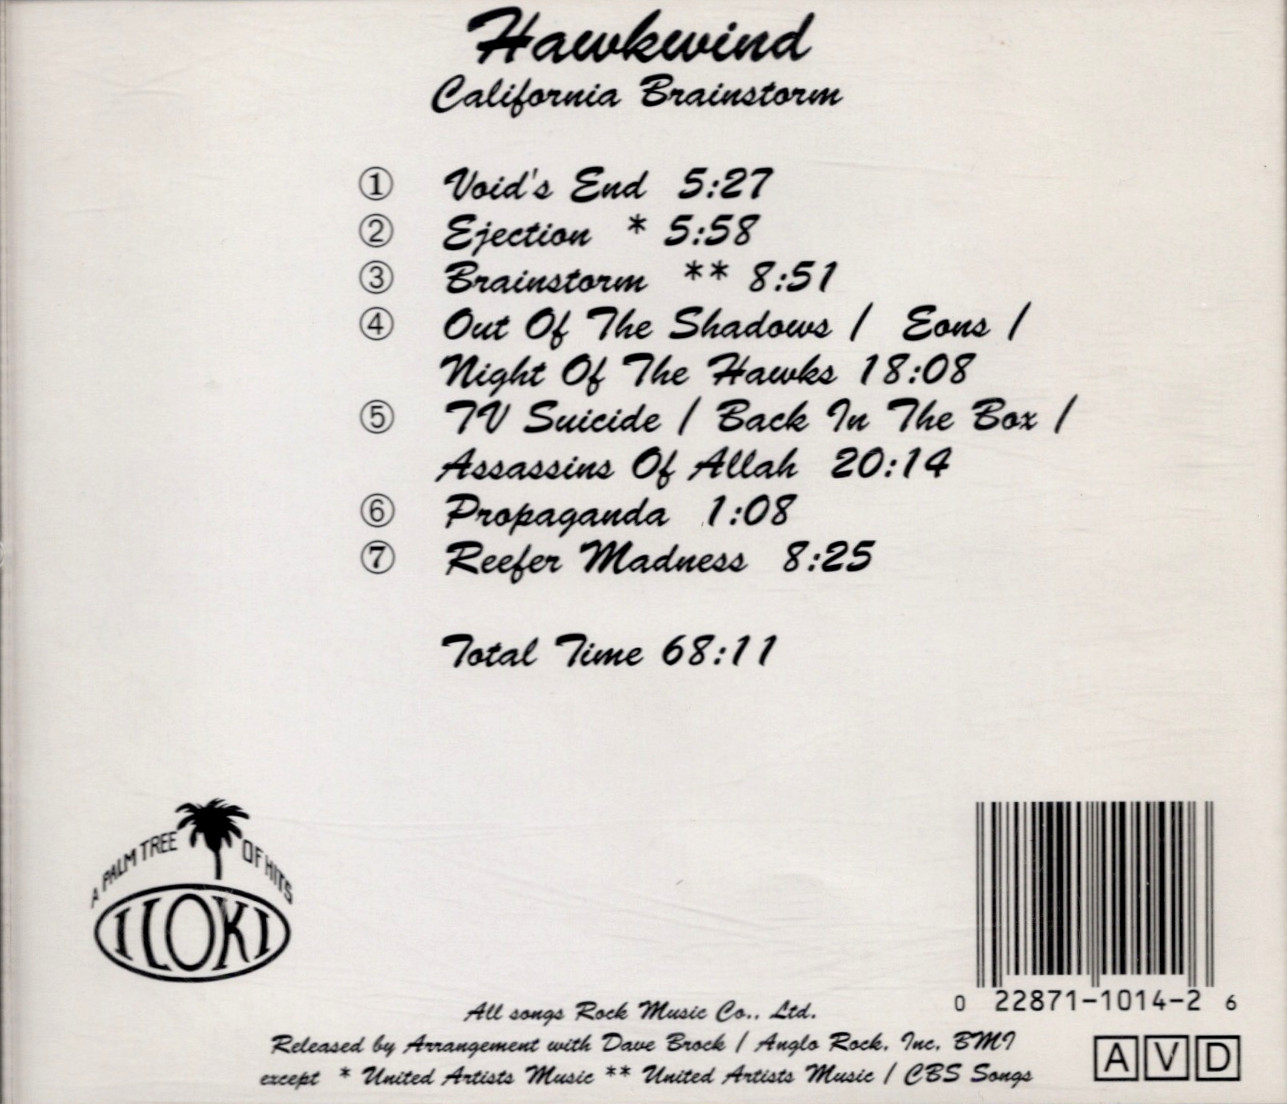 Hawkwind
California Brainstorm
① Void's End 5:27
② Ejection * 5:58
③ Brainstorm ** 8:51
④ Out Of The Shadows / Eons /
Night Of The Hawks 18:08
⑤ TV Suicide / Back In The Box /
Assassins Of Allah 20:14
⑥ Propaganda 1:08
⑦ Reefer Madness 8:25
Total Time 68:11
A PALM TREE OF HITS
ILOKI
0 22871-1014-2 6
All songs Rock Music Co., Ltd.
Released by Arrangement with Dave Brock / Anglo Rock, Inc, BMI
except * United Artists Music ** United Artists Music / CBS Songs
AVD